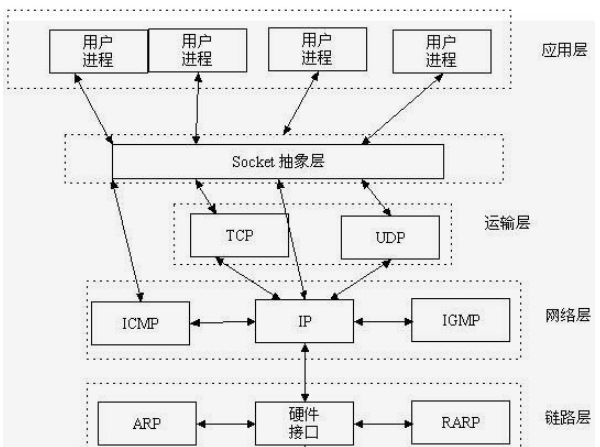 用户
进程
用户
进程
用户
进程
用户
进程
应用层
Socket 抽象层
TCP
UDP
运输层
ICMP
IP
IGMP
网络层
ARP
硬件
接口
RARP
链路层